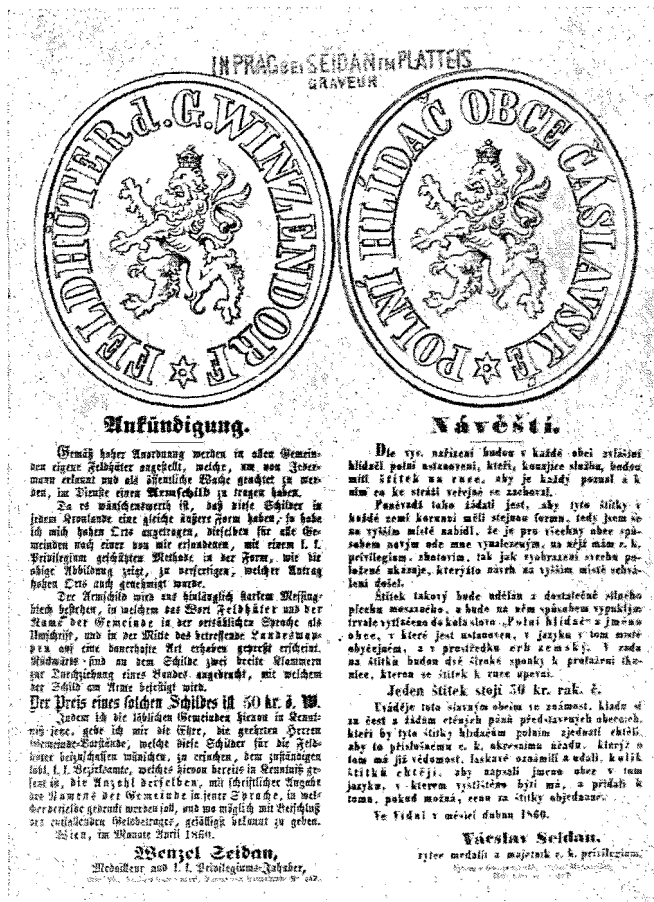 IN PRAG BEI ŠEIDAN IM PLATTEIS
GRAVEUR
FELDHÜTER d. G. WINZENDORF
POLNÍ HLÍDAČ OBCE ČÁSLAVSKÉ
Ankündigung.
Gemäß hoher Anordnung werden in allen Gemein-
den eigene Feldhüter angestellt, welche, um von Jeder-
mann erkannt und als öffentliche Wache geachtet zu wer-
den, im Dienste einen Armschild zu tragen haben.
Da es wünschenswerth ist, daß diese Schilder in
jedem Kronlande eine gleiche äußere Form haben, so habe
ich mich hohen Orts angetragen, dieselben für alle Ge-
meinden nach einer von mir erfundenen, mit einem k. k.
Privilegium geschützten Methode in der Form, wie die
obige Abbildung zeigt, zu verfertigen, welcher Antrag
hohen Orts auch genehmigt wurde.
Der Armschild wird aus hinlänglich starkem Messing-
blech bestehen, in welchem das Wort Feldhüter und der
Name der Gemeinde in der ortsüblichen Sprache als
Umschrift, und in der Mitte das betreffende Landeswap-
pen auf eine dauerhafte Art erhaben geprägt erscheint.
Rückwärts sind an dem Schilde zwei breite Klammern
zur Durchziehung eines Bandes angebracht, mit welchem
der Schild am Arme befestigt wird.
Der Preis eines solchen Schildes ist 50 kr. ö. W.
Indem ich die löblichen Gemeinden hievon in Kennt-
niß setze, gebe ich mir die Ehre, die geehrten Herren
Gemeinde-Vorstände, welche diese Schilder für die Feld-
hüter beizuschaffen wünschen, zu ersuchen, dem zuständigen
löbl. k. k. Bezirksamte, welches hievon bereits in Kenntniß ge-
setzt ist, die Anzahl derselben, mit schriftlicher Angabe
des Namens der Gemeinde in jener Sprache, in wel-
cher derselbe geprägt werden soll, und wo möglich mit Beischluß
des entfallenden Geldbetrages, gefälligst bekannt zu geben.
Wien, im Monate April 1860.
Wenzel Seidan,
Medailleur und k. k. Privilegiums-Inhaber,
Návěští.
Dle vys. nařízení budou v každé obci zvláštní
hlídači polní ustanoveni, kteří, konajíce službu, budou
míti štítek na ruce, aby je každý poznal a k
nim co ke stráži veřejné se zachoval.
Poněvadž toho žádati jest, aby tyto štítky v
každé zemi korunní měli stejnou formu, tedy jsem se
na vyšším místě nabídl, že je pro všechny obce způ-
sobem novým ode mne vynalezeným, na nějž mám c. k.
privilegium, zhotovím, tak jak vyobrazení svrchu po-
ložené ukazuje, kterýžto návrh na vyšším místě schvá-
lení došel.
Štítek takový bude udělán z dostatečně silného
plechu mosazného, a bude na něm spůsobem vypuklým
trvale vytlačeno do kola slovo „Polní hlídač" a jméno
obce, v které jest ustanoven, v jazyku v tom místě
obyčejném, a v prostředku erb zemský. V zadu
na štítku budou dvě široké sponky k protažení tka-
nice, kterou se štítek k ruce upevní.
Jeden štítek stojí 50 kr. rak. č.
Uváděje toto slavným obcím ve známost, kladu si
za čest a žádám ctěných pánů představených obecních,
kteří by tyto štítky hlídačům polním zjednati chtěli,
aby to příslušnému c. k. okresnímu úřadu, kterýž o
tom má již vědomost, laskavě oznámili a udali, kolik
štítků chtějí, aby napsali jmeno obce v tom
jazyku, v kterém vytištěno býti má, a přidali k
tomu, pokud možná, cenu za štítky objednané.
Ve Vídni v měsíci dubnu 1860.
Vácslav Seidan,
rytec medalií a majetník c. k. privilegium,